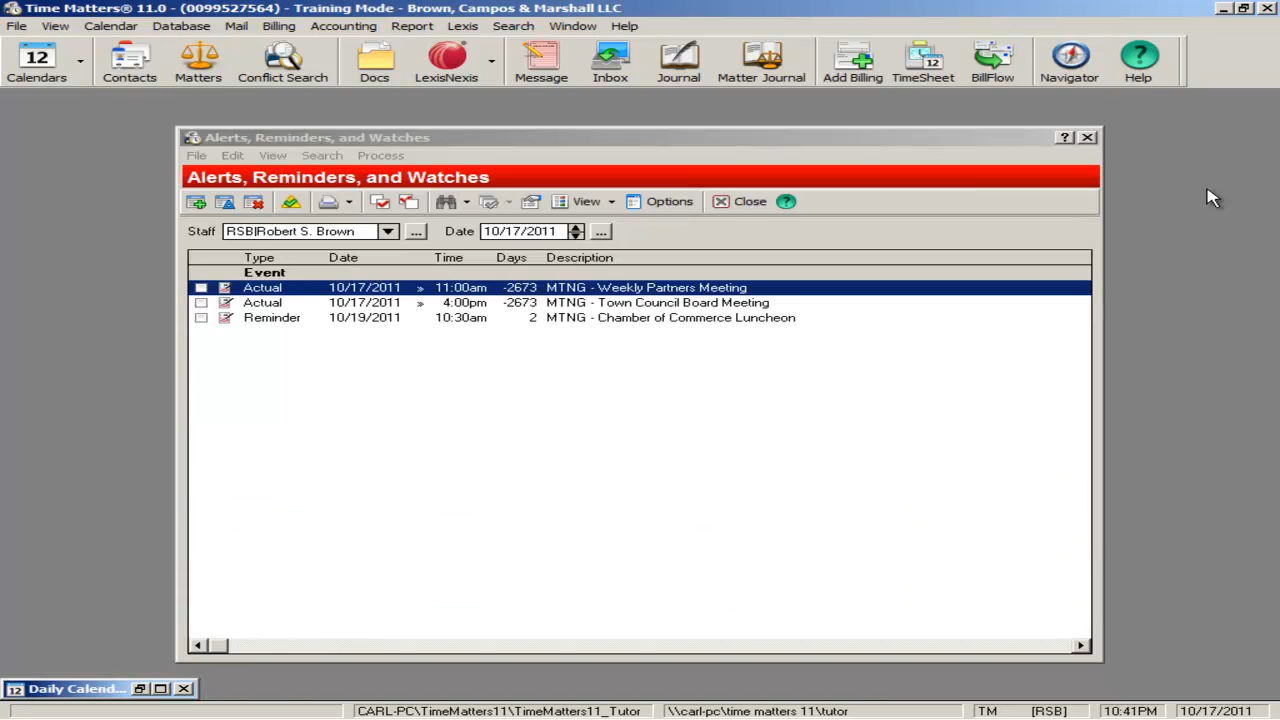 Time Matters® 11.0 - (0099527564) - Training Mode - Brown, Campos & Marshall LLC
File View Calendar Database Mail Billing Accounting Report Lexis Search Window Help
12
Calendars Contacts Matters Conflict Search Docs LexisNexis Message Inbox Journal Matter Journal Add Billing TimeSheet BillFlow Navigator Help
Alerts, Reminders, and Watches
File Edit View Search Process
Alerts, Reminders, and Watches
View Options Close
Staff RSB|Robert S. Brown ... Date 10/17/2011 ...
Type Date Time Days Description
Event
Actual 10/17/2011 » 11:00am -2673 MTNG - Weekly Partners Meeting
Actual 10/17/2011 » 4:00pm -2673 MTNG - Town Council Board Meeting
Reminder 10/19/2011 10:30am 2 MTNG - Chamber of Commerce Luncheon
12 Daily Calend...
CARL-PC\TimeMatters11\TimeMatters11_Tutor \\carl-pc\time matters 11\tutor TM [RSB] 10:41PM 10/17/2011